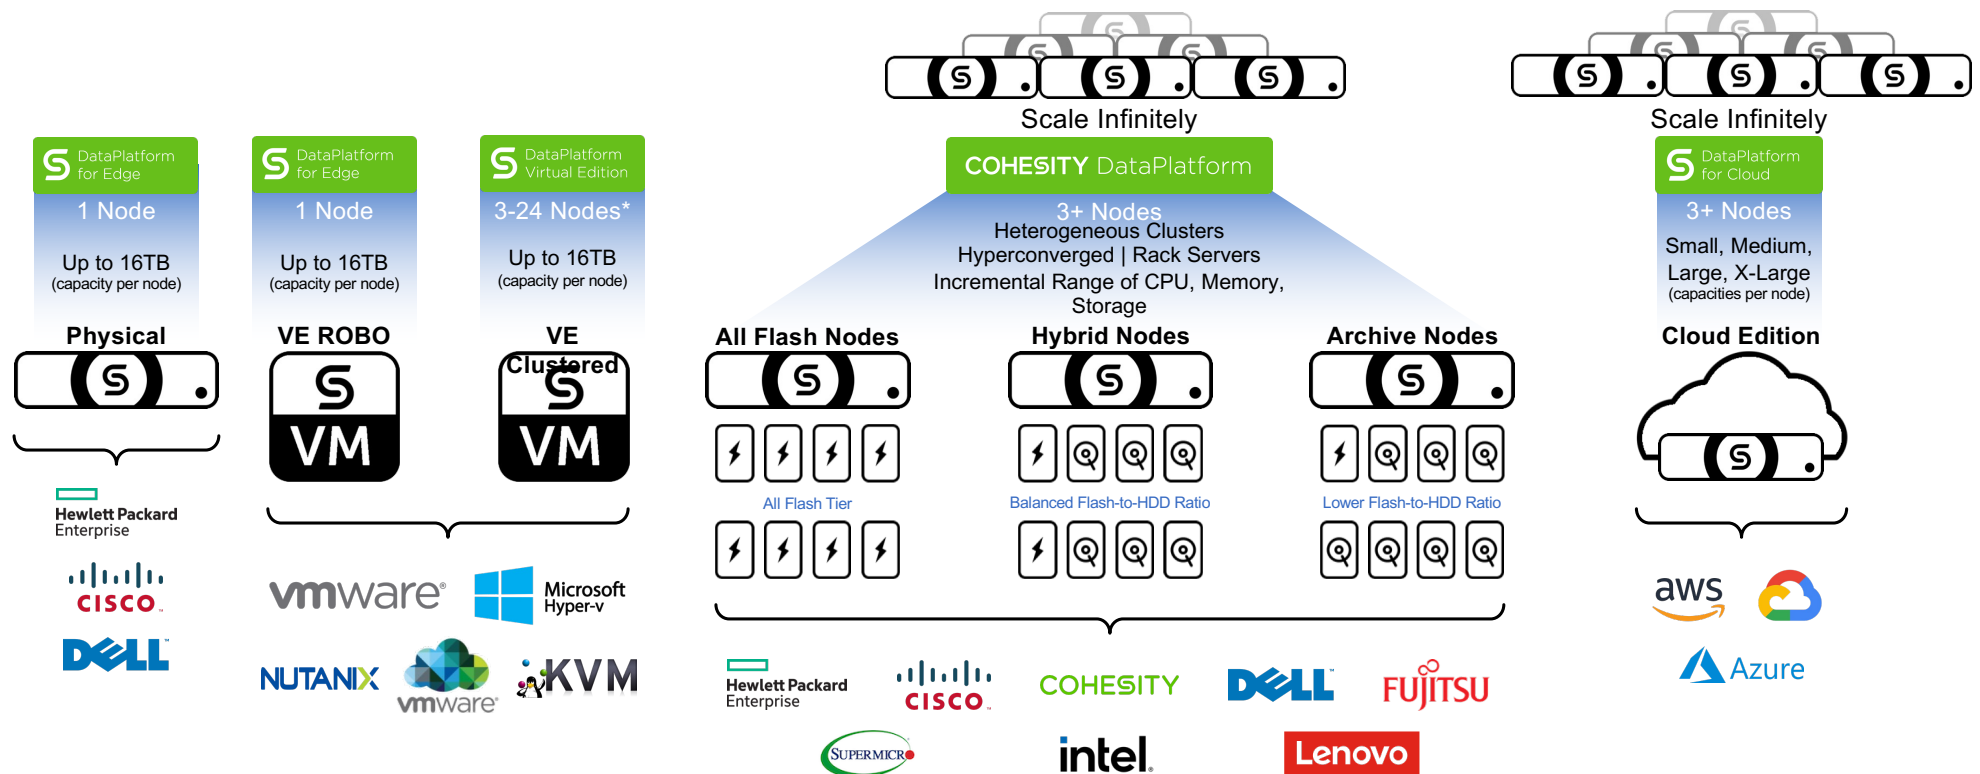 Scale Infinitely
Scale Infinitely
S DataPlatform
for Edge
1 Node
Up to 16TB
(capacity per node)
Physical
S
Hewlett Packard
Enterprise
CISCO™
DELL™
S DataPlatform
for Edge
1 Node
Up to 16TB
(capacity per node)
VE ROBO
S
VM
S DataPlatform
Virtual Edition
3-24 Nodes*
Up to 16TB
(capacity per node)
VE
Clustered
S
VM
vmware®
Microsoft
Hyper-v
NUTANIX
vmware®
KVM
COHESITY DataPlatform
3+ Nodes
Heterogeneous Clusters
Hyperconverged | Rack Servers
Incremental Range of CPU, Memory,
Storage
All Flash Nodes
S
All Flash Tier
Hybrid Nodes
S
Balanced Flash-to-HDD Ratio
Archive Nodes
S
Lower Flash-to-HDD Ratio
Hewlett Packard
Enterprise
CISCO™
COHESITY
DELL™
FUJITSU
SUPERMICRO
intel.
Lenovo
S DataPlatform
for Cloud
3+ Nodes
Small, Medium,
Large, X-Large
(capacities per node)
Cloud Edition
S
aws
Azure